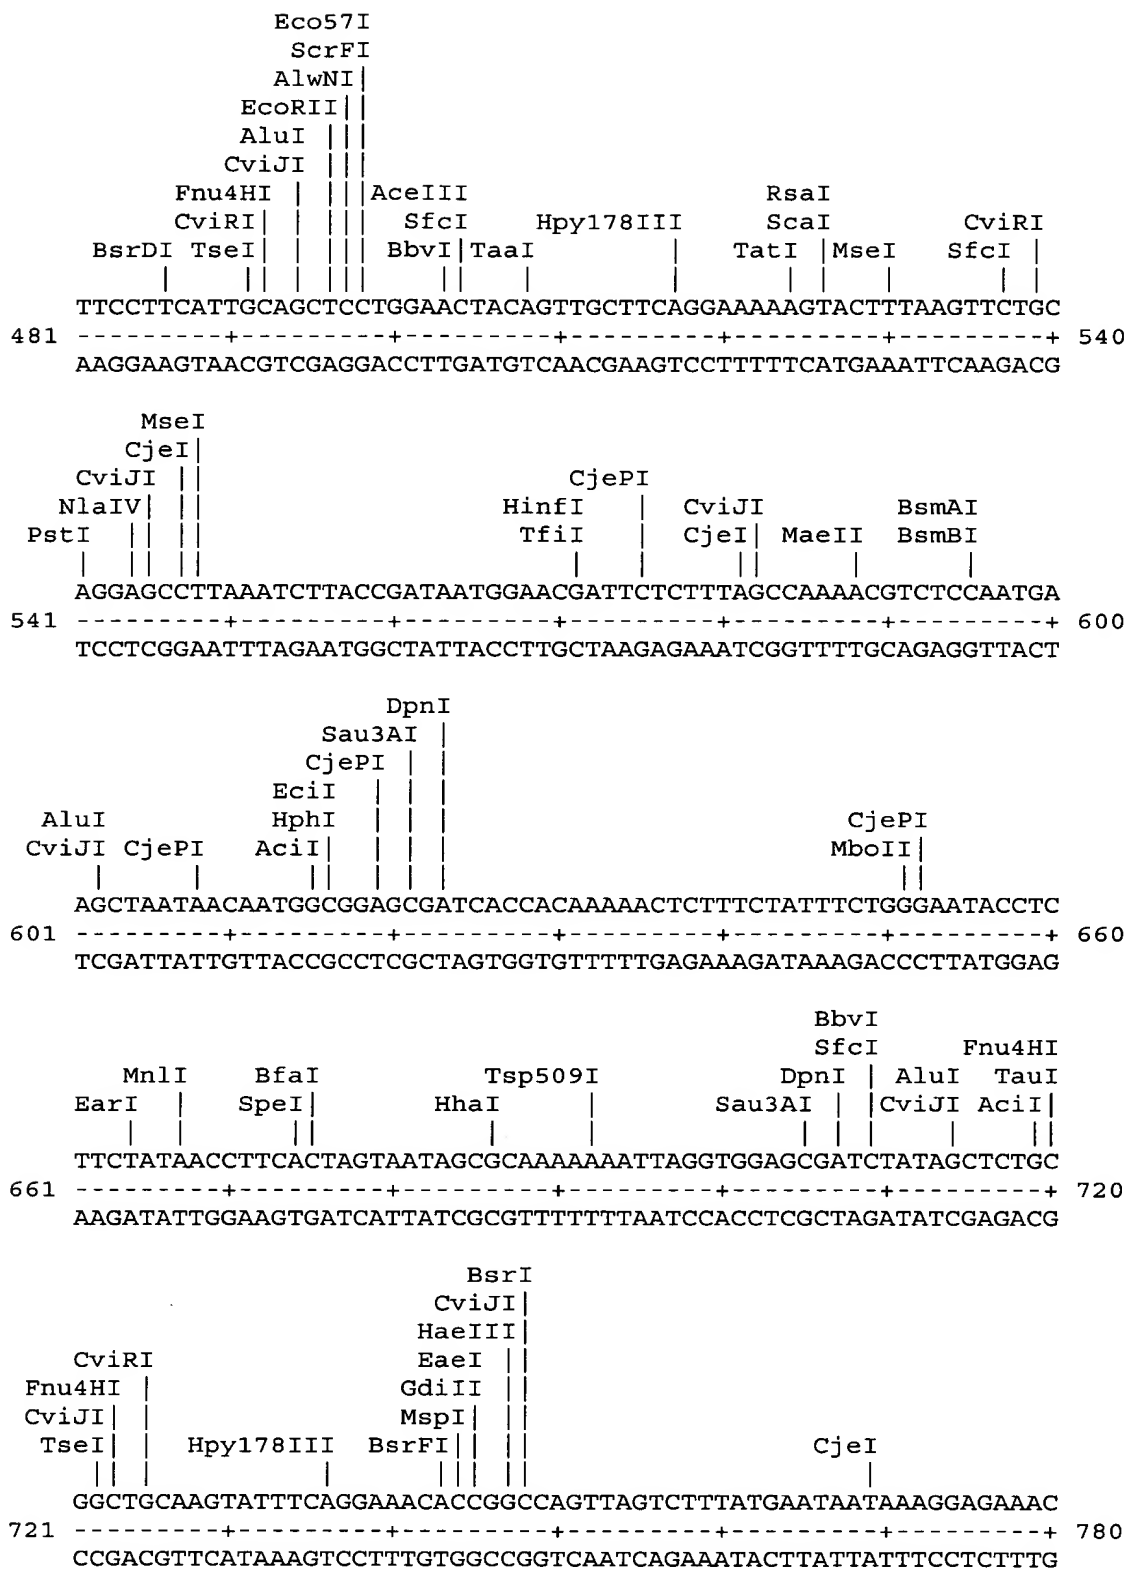 Eco57I
ScrFI
AlwNI|
EcoRII||
AluI |||
CviJI |||
Fnu4HI | ||| AceIII RsaI
CviRI| | ||| SfcI Hpy178III ScaI CviRI
BsrDI TseI| | ||| BbvI|TaaI | TatI |MseI SfcI |
TTCCTTCATTGCAGCTCCTGGAACTACAGTTGCTTCAGGAAAAAGTACTTTAAGTTCTGC
481 ---------+---------+---------+---------+---------+---------+ 540
AAGGAAGTAACGTCGAGGACCTTGATGTCAACGAAGTCCTTTTTCATGAAATTCAAGACG
MseI
CjeI|
CviJI || CjePI
NlaIV| || HinfI | CviJI BsmAI
PstI || || TfiI | CjeI| MaeII BsmBI
AGGAGCCTTAAATCTTACCGATAATGGAACGATTCTCTTTAGCCAAAACGTCTCCAATGA
541 ---------+---------+---------+---------+---------+---------+ 600
TCCTCGGAATTTAGAATGGCTATTACCTTGCTAAGAGAAATCGGTTTTGCAGAGGTTACT
DpnI
Sau3AI |
CjePI | |
EciI | | |
AluI HphI | | | CjePI
CviJI CjePI AciI| | | | MboII|
AGCTAATAACAATGGCGGAGCGATCACCACAAAAACTCTTTCTATTTCTGGGAATACCTC
601 ---------+---------+---------+---------+---------+---------+ 660
TCGATTATTGTTACCGCCTCGCTAGTGGTGTTTTTGAGAAAGATAAAGACCCTTATGGAG
BbvI
SfcI Fnu4HI
MnlI BfaI Tsp509I DpnI | AluI TauI
EarI | SpeI| HhaI | Sau3AI | |CviJI AciI|
TTCTATAACCTTCACTAGTAATAGCGCAAAAAAATTAGGTGGAGCGATCTATAGCTCTGC
661 ---------+---------+---------+---------+---------+---------+ 720
AAGATATTGGAAGTGATCATTATCGCGTTTTTTTAATCCACCTCGCTAGATATCGAGACG
BsrI
CviJI|
HaeIII|
CviRI EaeI ||
Fnu4HI | GdiII ||
CviJI| | MspI| ||
TseI| | Hpy178III BsrFI || || CjeI
GGCTGCAAGTATTTCAGGAAACACCGGCCAGTTAGTCTTTATGAATAATAAAGGAGAAAC
721 ---------+---------+---------+---------+---------+---------+ 780
CCGACGTTCATAAAGTCCTTTGTGGCCGGTCAATCAGAAATACTTATTATTTCCTCTTTG